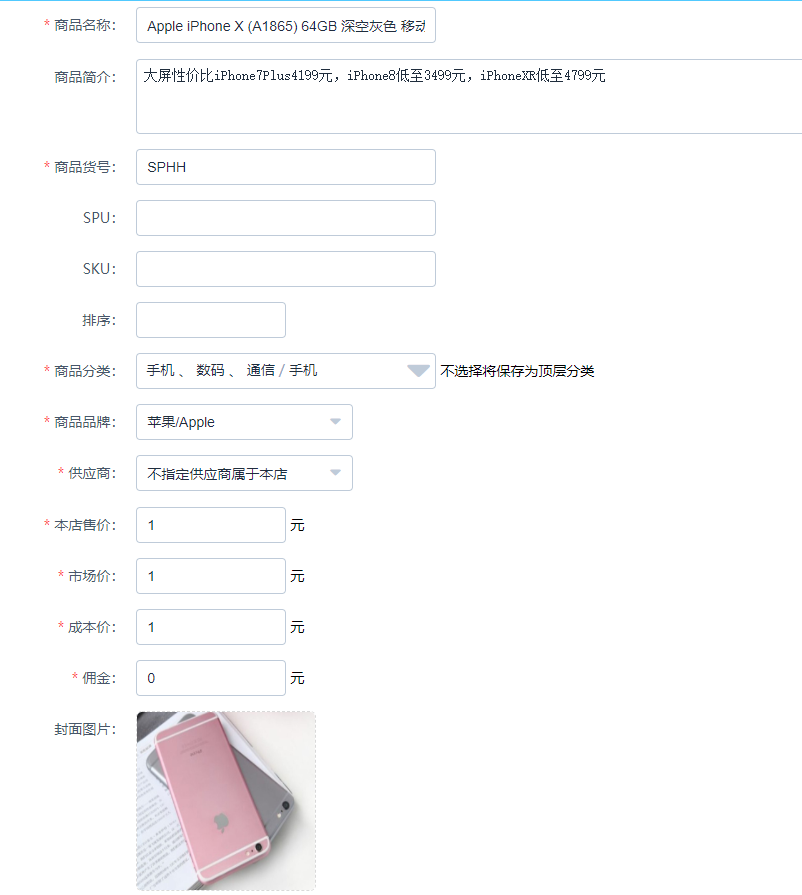 * 商品名称： Apple iPhone X (A1865) 64GB 深空灰色 移动
商品简介： 大屏性价比iPhone7Plus4199元，iPhone8低至3499元，iPhoneXR低至4799元
* 商品货号： SPHH
SPU：
SKU：
排序：
* 商品分类： 手机 、 数码 、 通信 / 手机 不选择将保存为顶层分类
* 商品品牌： 苹果/Apple
* 供应商： 不指定供应商属于本店
* 本店售价： 1 元
* 市场价： 1 元
* 成本价： 1 元
* 佣金： 0 元
封面图片：